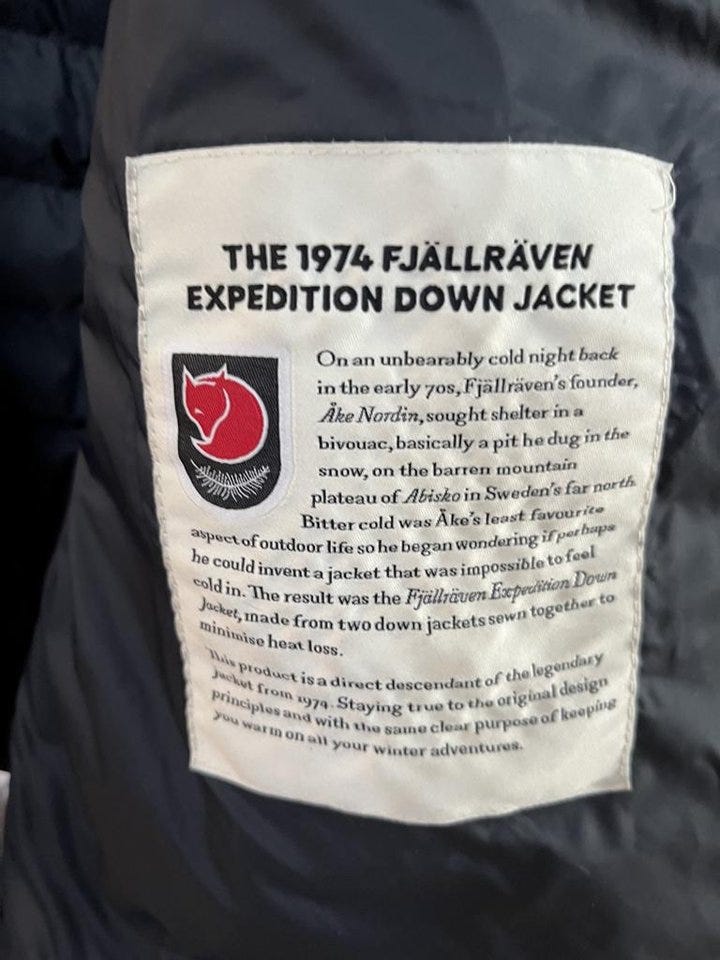 THE 1974 FJÄLLRÄVEN
EXPEDITION DOWN JACKET
On an unbearably cold night back
in the early 70s, Fjällräven's founder,
Åke Nordin, sought shelter in a
bivouac, basically a pit he dug in the
snow, on the barren mountain
plateau of Abisko in Sweden's far north.
Bitter cold was Åke's least favourite
aspect of outdoor life so he began wondering if perhaps
he could invent a jacket that was impossible to feel
cold in. The result was the Fjällräven Expedition Down
Jacket, made from two down jackets sewn together to
minimise heat loss.
This product is a direct descendant of the legendary
jacket from 1974. Staying true to the original design
principles and with the same clear purpose of keeping
you warm on all your winter adventures.